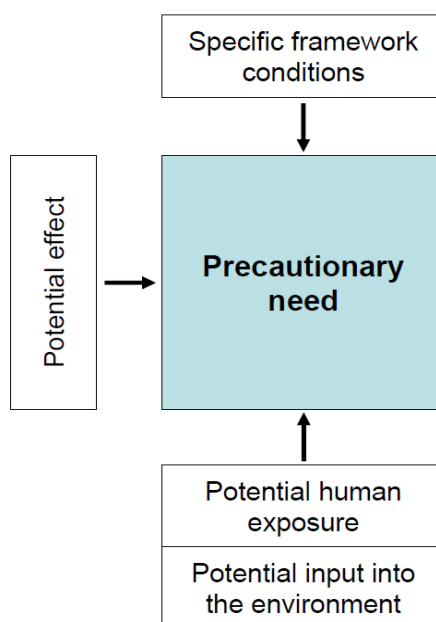 Specific framework
conditions
Potential effect
Precautionary
need
Potential human
exposure
Potential input into
the environment